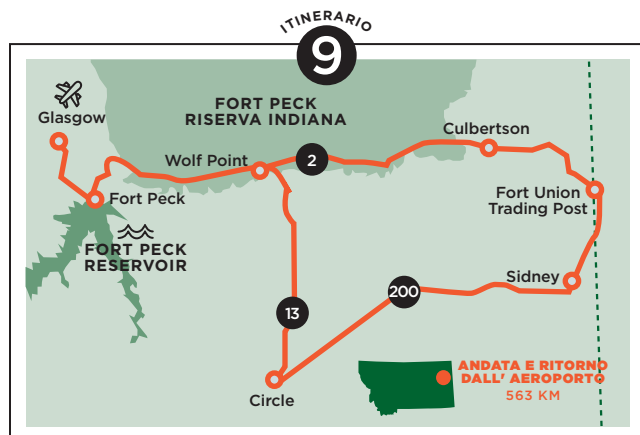 ITINERARIO
9
Glasgow
FORT PECK
RISERVA INDIANA
Culbertson
Wolf Point
2
Fort Peck
Fort Union
Trading Post
FORT PECK
RESERVOIR
Sidney
200
13
Circle
ANDATA E RITORNO
DALL' AEROPORTO
563 KM